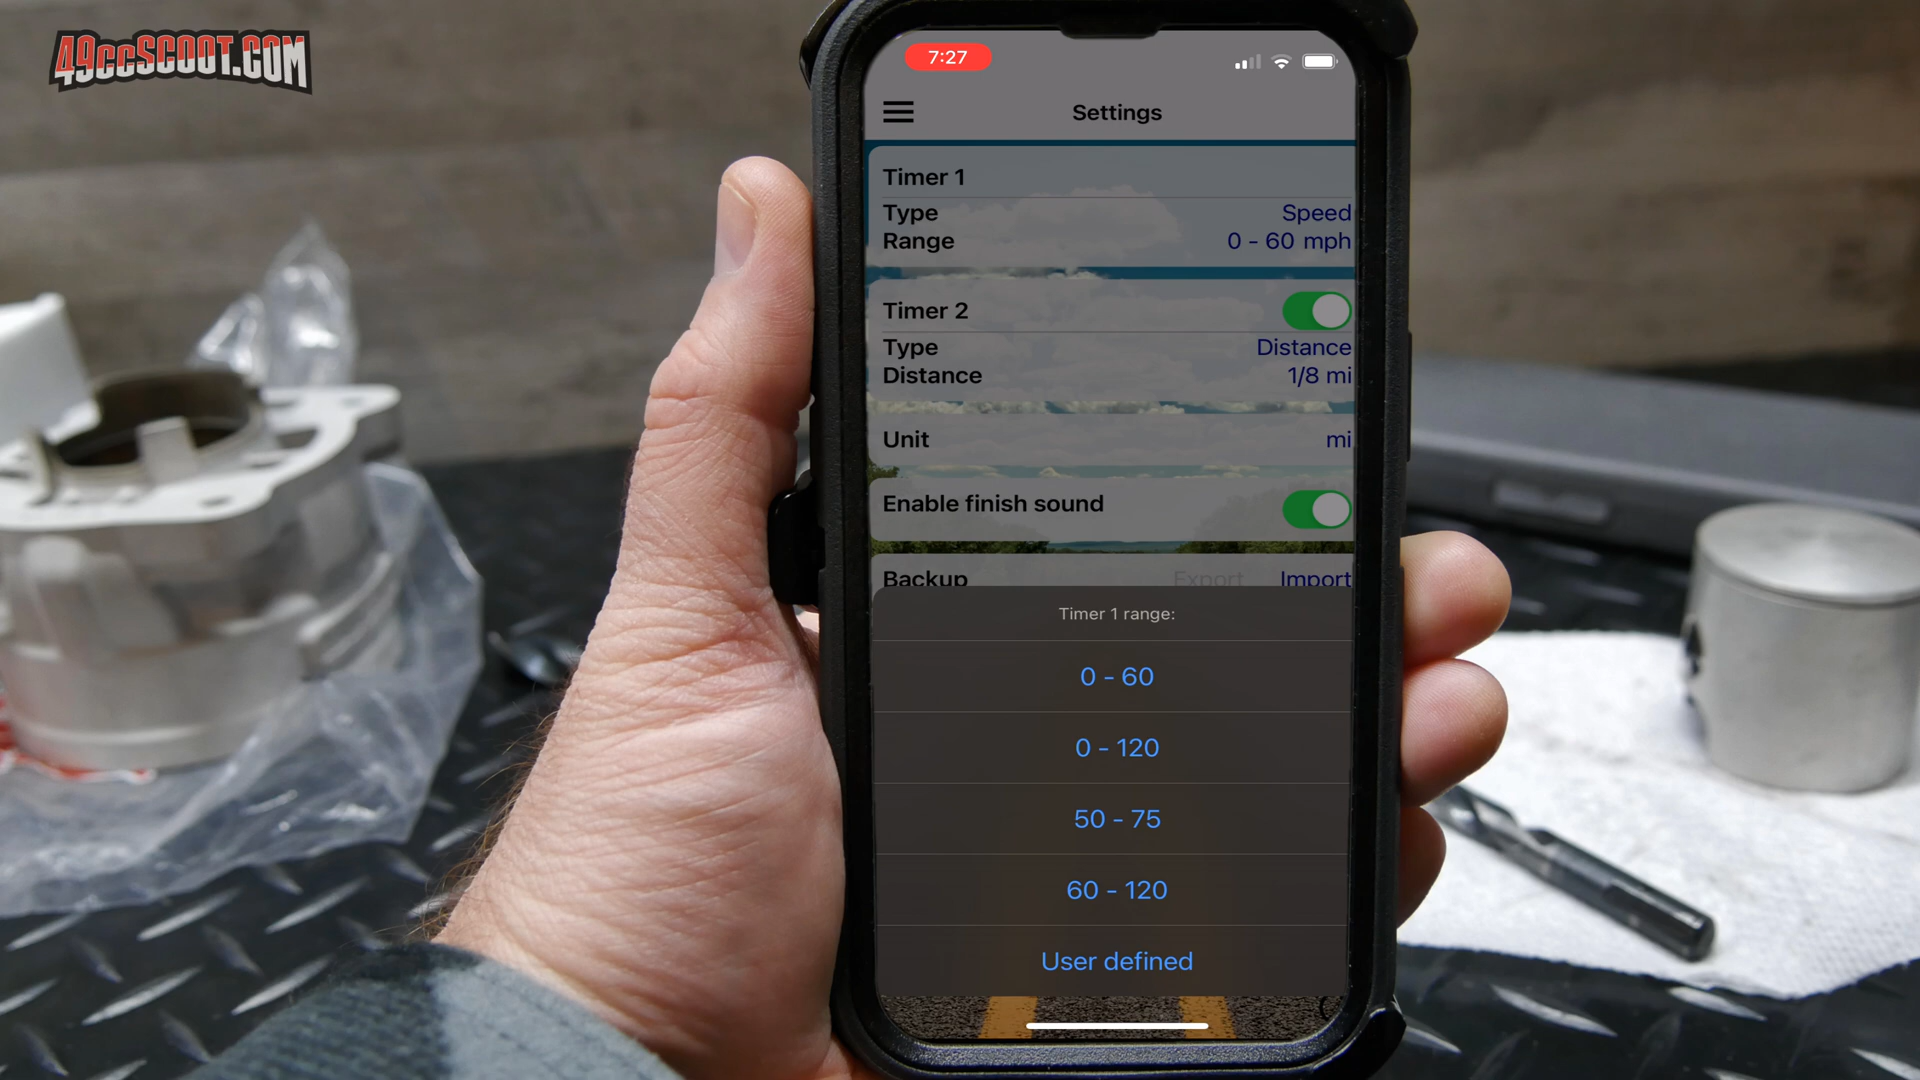 49ccSCOOT.COM
7:27
Settings
Timer 1
Type Speed
Range 0 - 60 mph
Timer 2
Type Distance
Distance 1/8 mi
Unit mi
Enable finish sound
Backup Export Import
Timer 1 range:
0 - 60
0 - 120
50 - 75
60 - 120
User defined